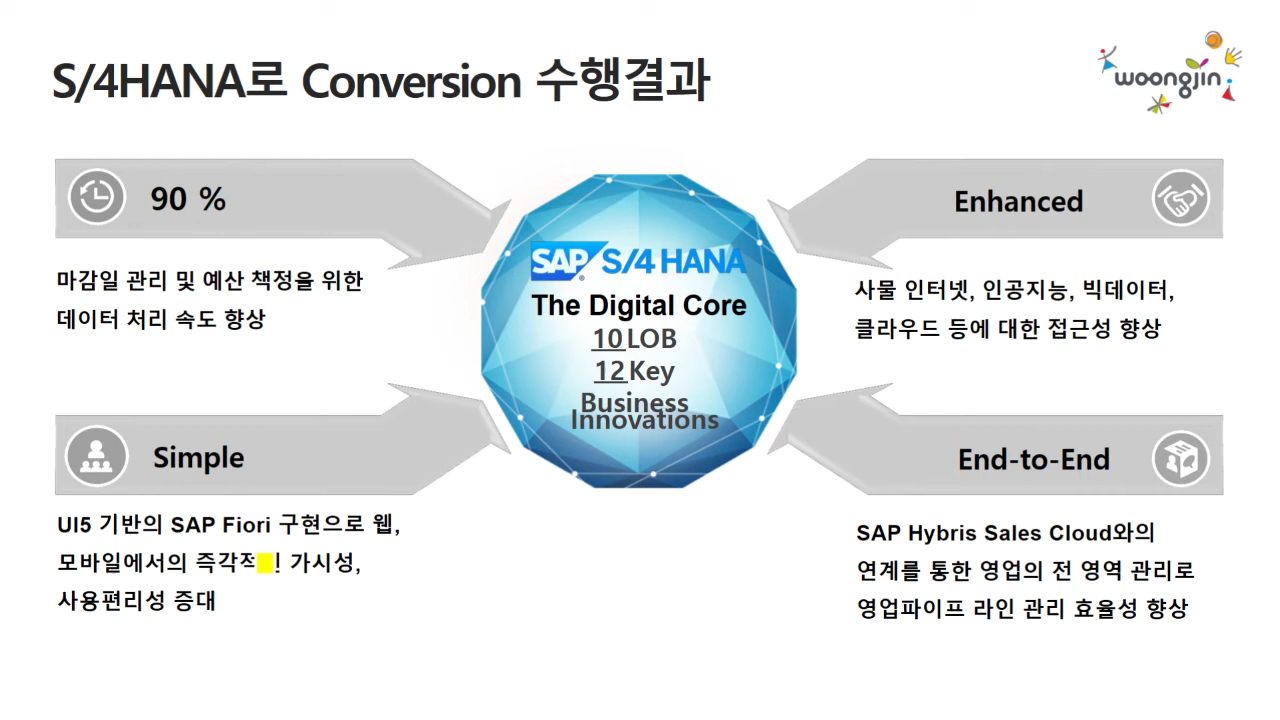 S/4HANA로 Conversion 수행결과
woongjin
90 %
마감일 관리 및 예산 책정을 위한
데이터 처리 속도 향상
Simple
UI5 기반의 SAP Fiori 구현으로 웹,
모바일에서의 가시성,
사용편리성 증대
SAP S/4 HANA
The Digital Core
10 LOB
12 Key
Business
Innovations
Enhanced
사물 인터넷, 인공지능, 빅데이터,
클라우드 등에 대한 접근성 향상
End-to-End
SAP Hybris Sales Cloud와의
연계를 통한 영업의 전 영역 관리로
영업파이프 라인 관리 효율성 향상